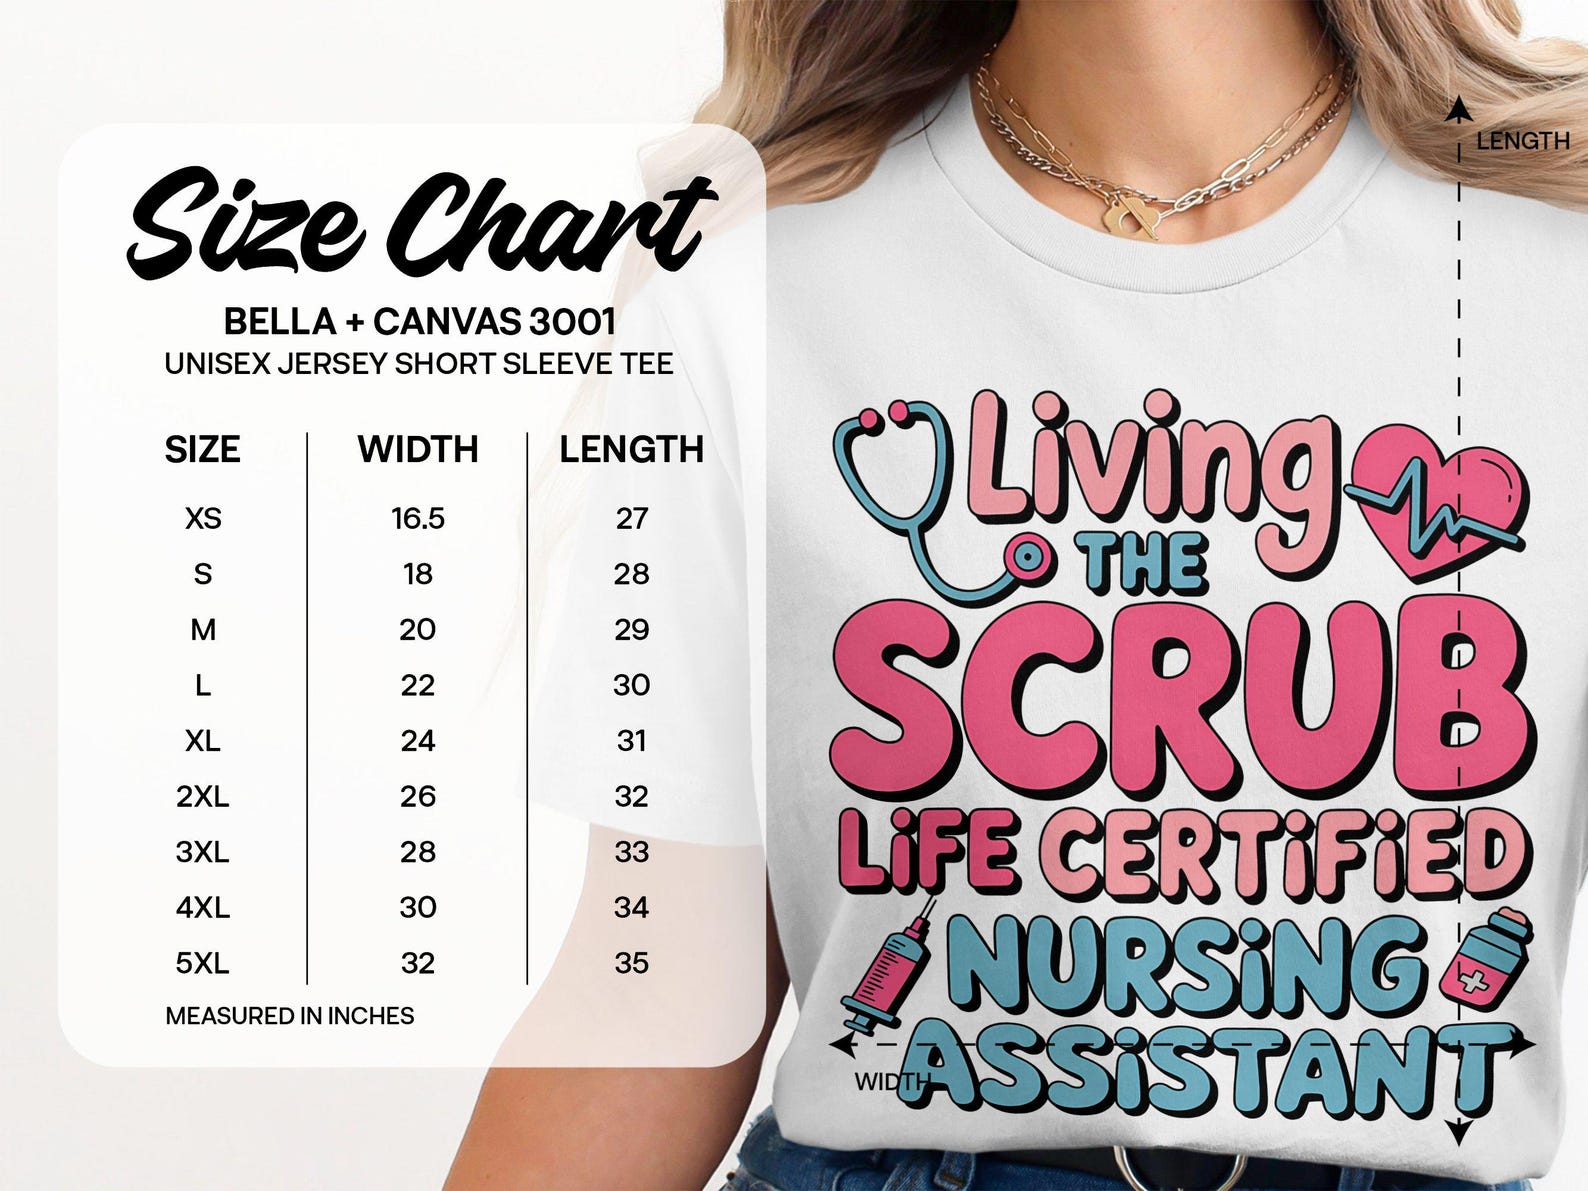 Size Chart
BELLA + CANVAS 3001
UNISEX JERSEY SHORT SLEEVE TEE
SIZE WIDTH LENGTH
XS 16.5 27
S 18 28
M 20 29
L 22 30
XL 24 31
2XL 26 32
3XL 28 33
4XL 30 34
5XL 32 35
MEASURED IN INCHES
LENGTH
Living
THE
SCRUB
LiFE CERTiFiED
NURSiNG
ASSiSTANT
WIDTH